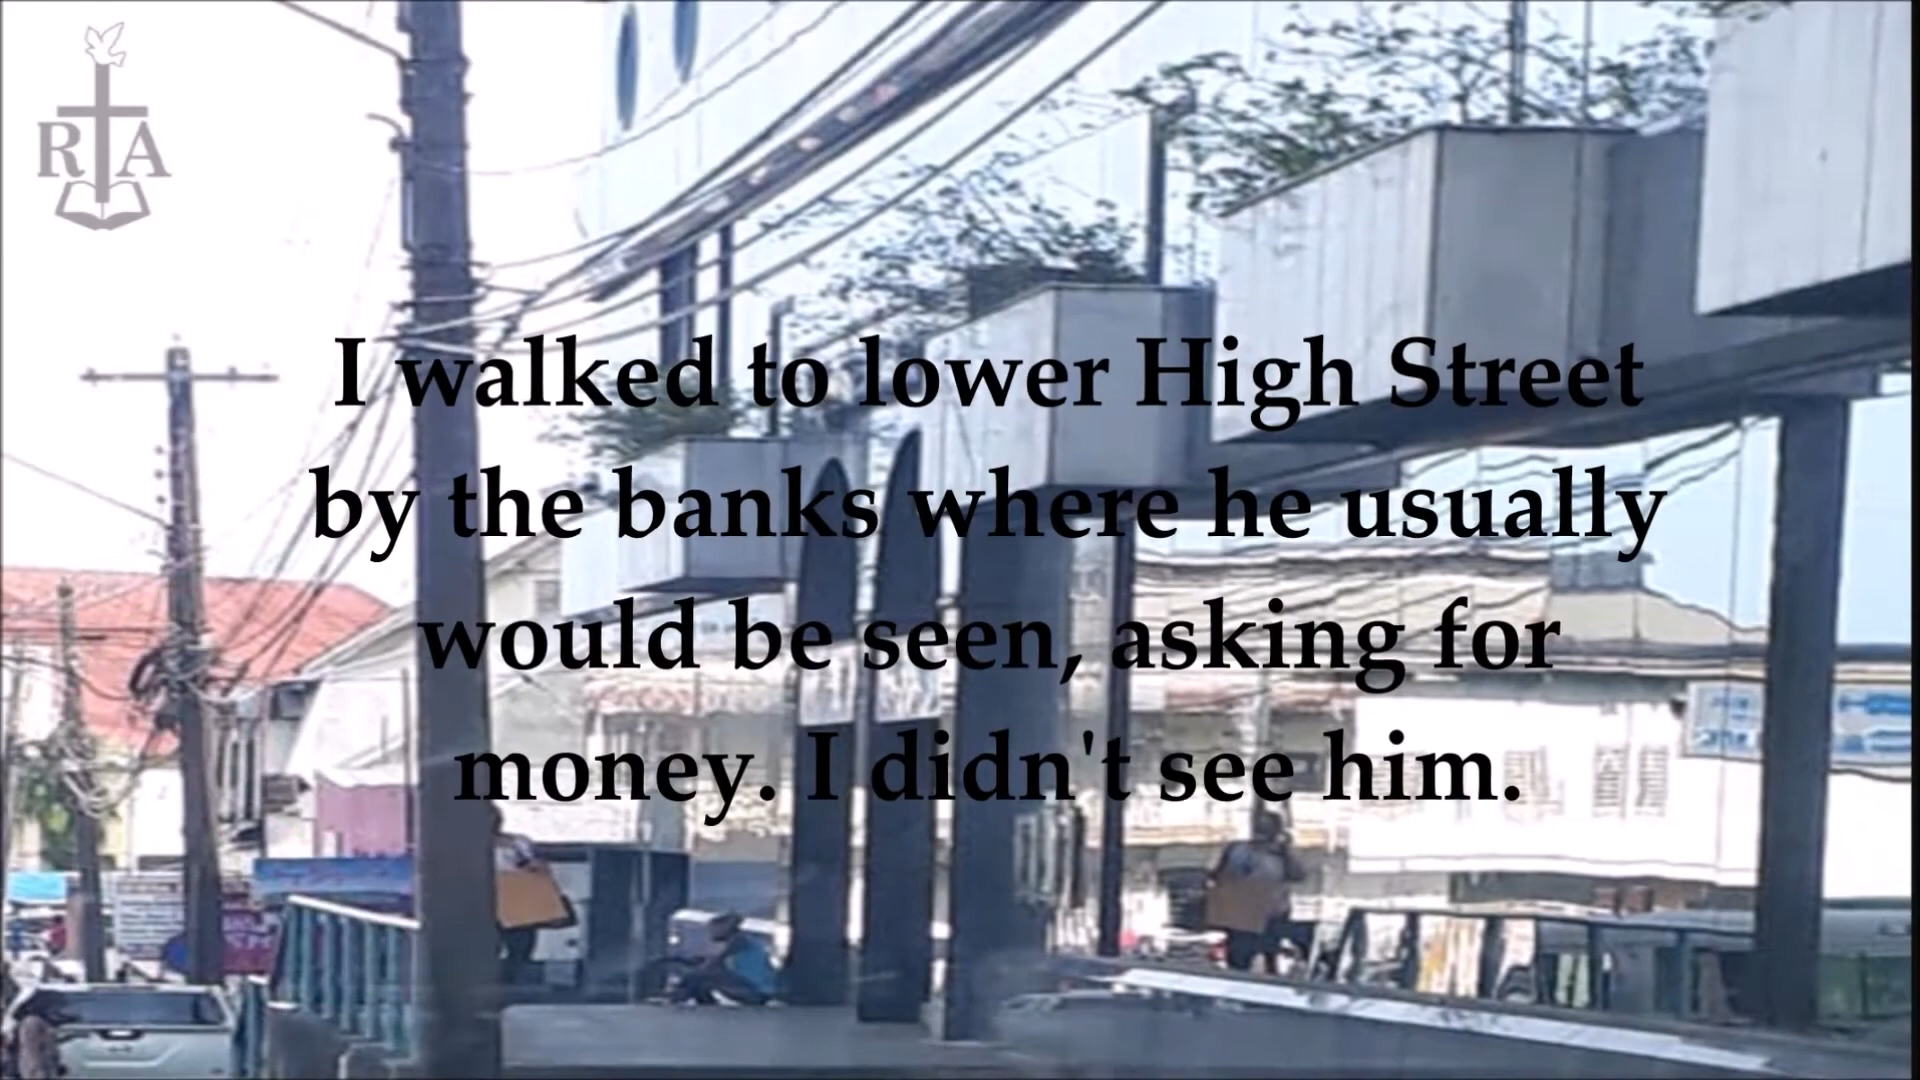 R A
I walked to lower High Street
by the banks where he usually
would be seen, asking for
money. I didn't see him.